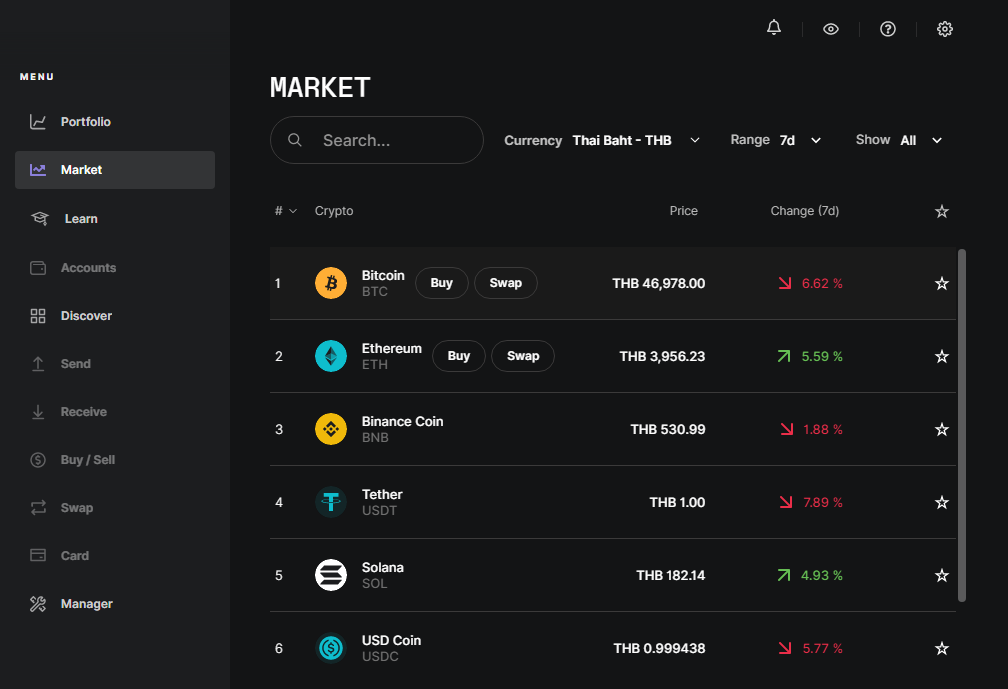 MENU
Portfolio
Market
Learn
Accounts
Discover
Send
Receive
Buy / Sell
Swap
Card
Manager
MARKET
Search...
Currency Thai Baht - THB
Range 7d
Show All
# Crypto Price Change (7d)
1 Bitcoin BTC Buy Swap THB 46,978.00 6.62 %
2 Ethereum ETH Buy Swap THB 3,956.23 5.59 %
3 Binance Coin BNB THB 530.99 1.88 %
4 Tether USDT THB 1.00 7.89 %
5 Solana SOL THB 182.14 4.93 %
6 USD Coin USDC THB 0.999438 5.77 %